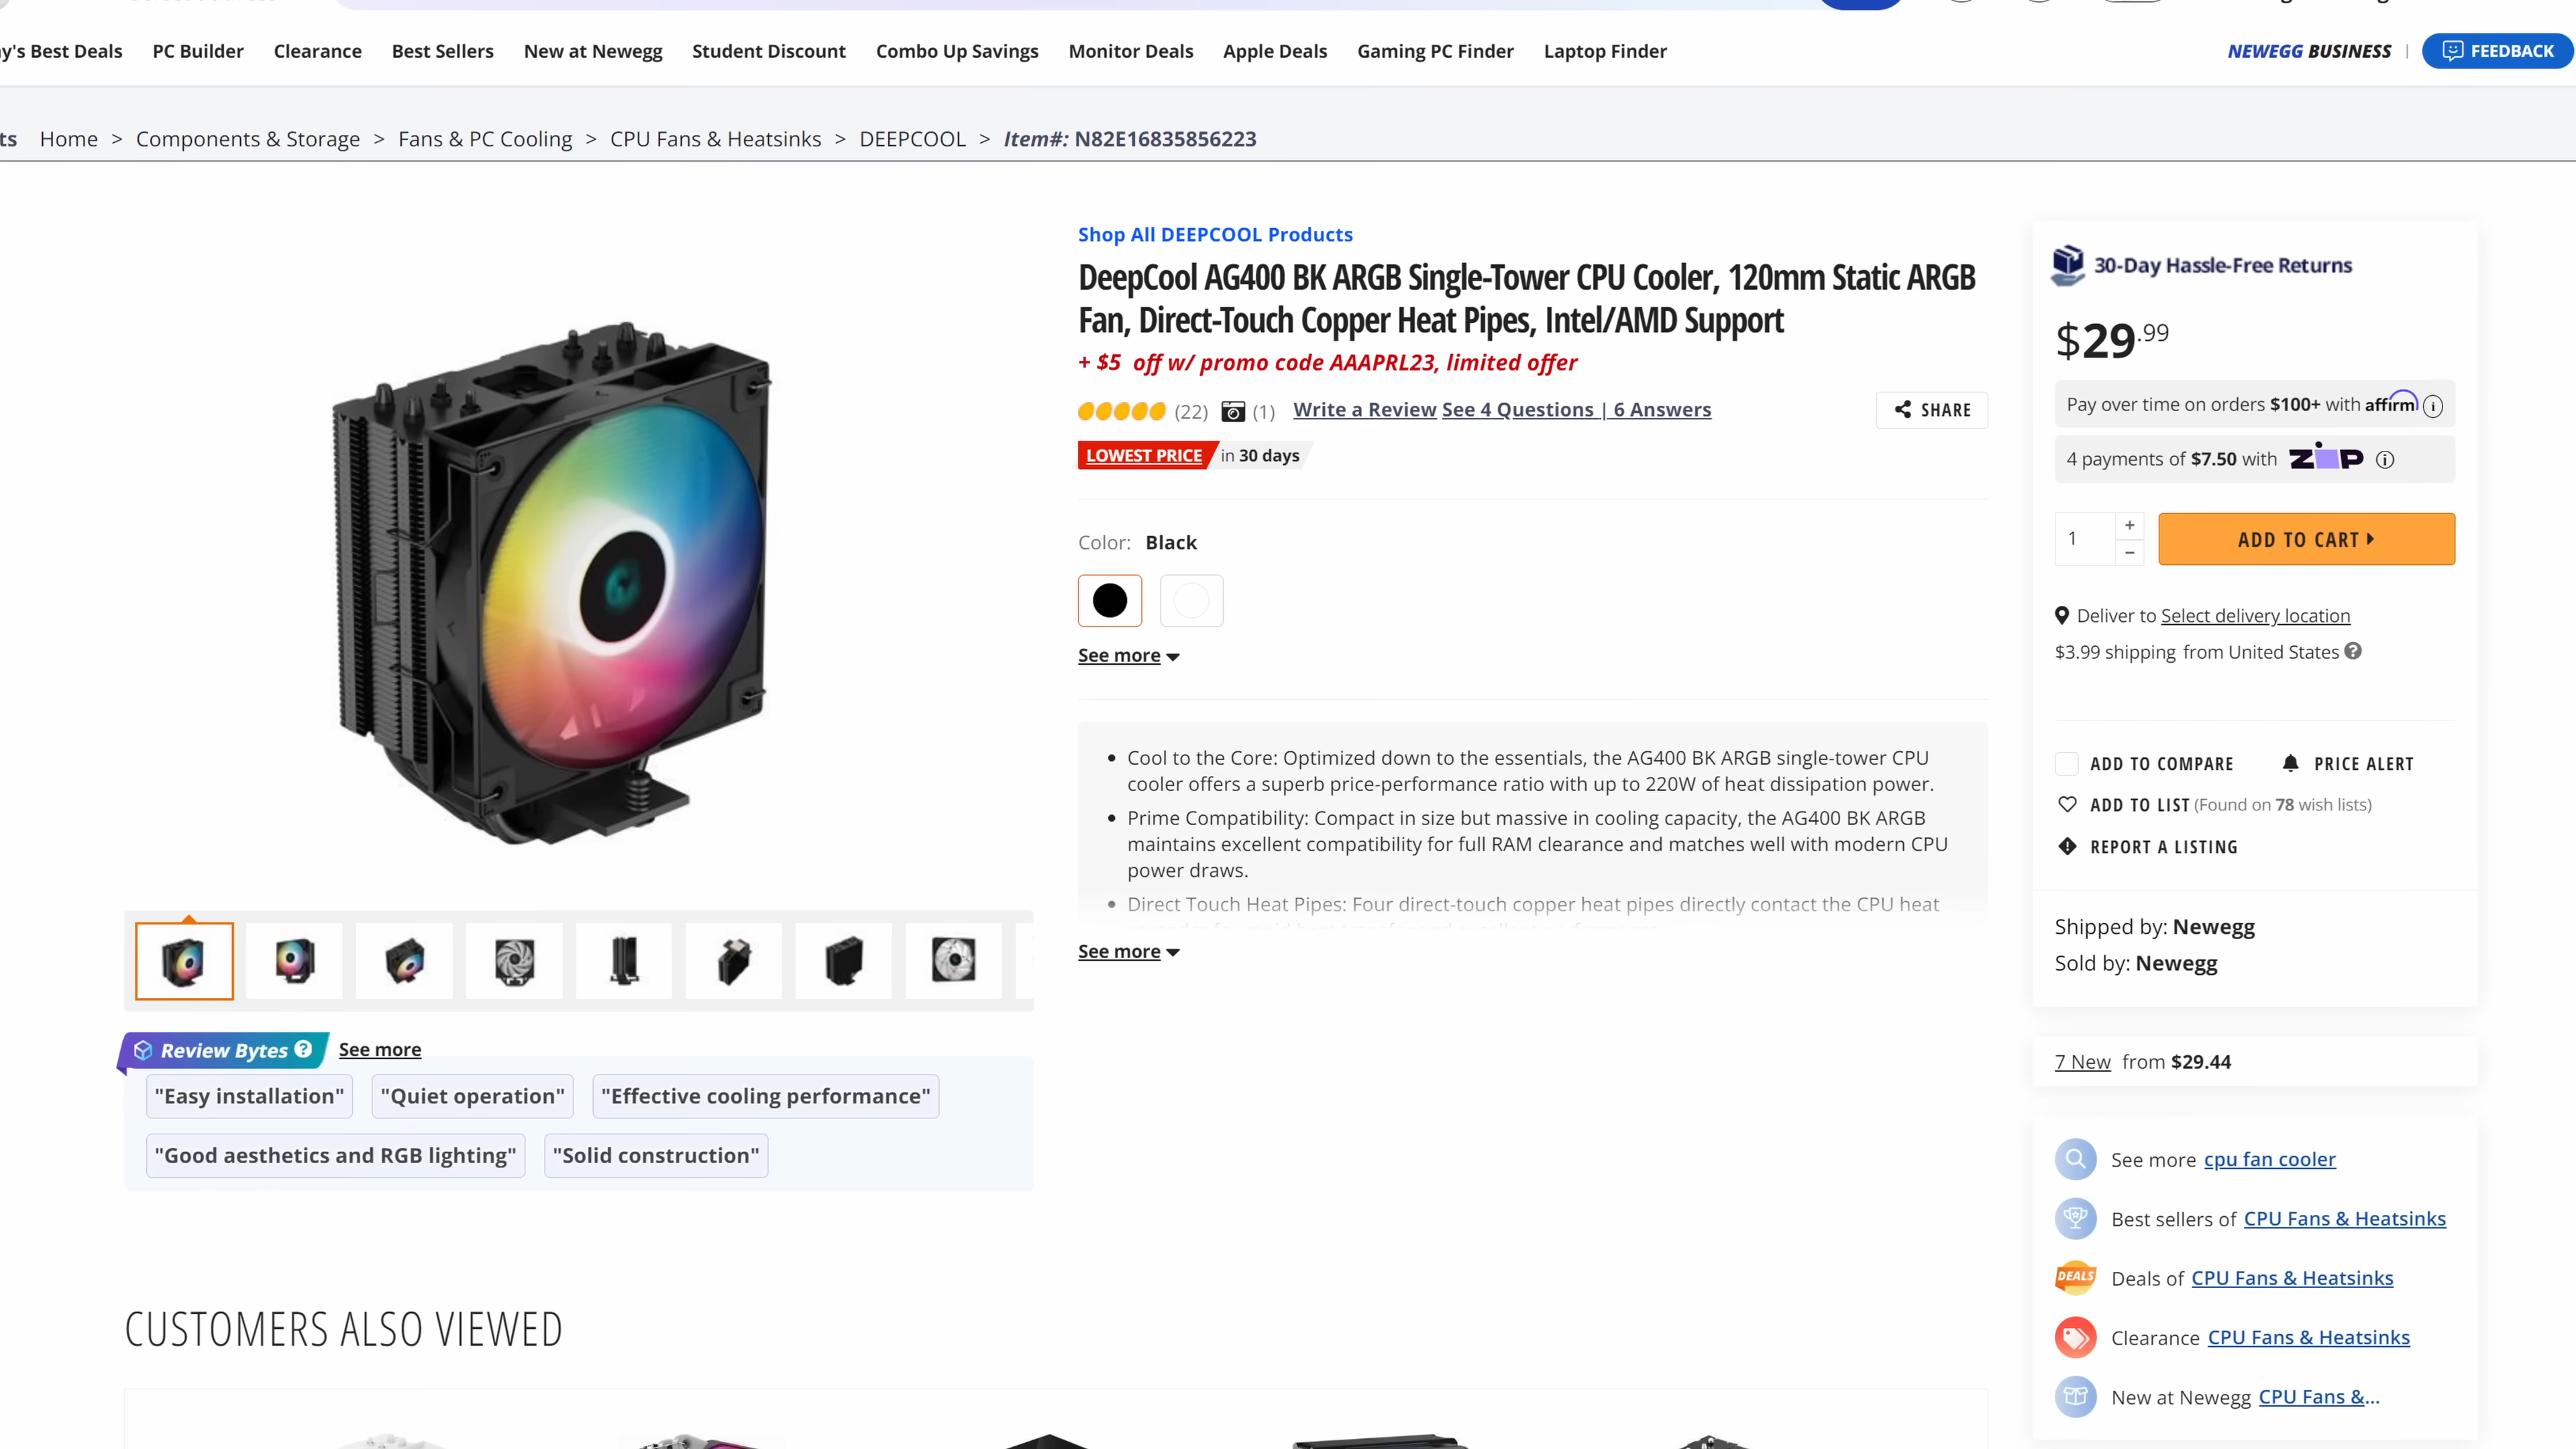 y's Best Deals PC Builder Clearance Best Sellers New at Newegg Student Discount Combo Up Savings Monitor Deals Apple Deals Gaming PC Finder Laptop Finder NEWEGG BUSINESS | FEEDBACK
ts Home > Components & Storage > Fans & PC Cooling > CPU Fans & Heatsinks > DEEPCOOL > Item#: N82E16835856223
Shop All DEEPCOOL Products
DeepCool AG400 BK ARGB Single-Tower CPU Cooler, 120mm Static ARGB
Fan, Direct-Touch Copper Heat Pipes, Intel/AMD Support
+ $5 off w/ promo code AAAPRL23, limited offer
(22) (1) Write a Review See 4 Questions | 6 Answers SHARE
LOWEST PRICE in 30 days
Color: Black
See more
• Cool to the Core: Optimized down to the essentials, the AG400 BK ARGB single-tower CPU
cooler offers a superb price-performance ratio with up to 220W of heat dissipation power.
• Prime Compatibility: Compact in size but massive in cooling capacity, the AG400 BK ARGB
maintains excellent compatibility for full RAM clearance and matches well with modern CPU
power draws.
• Direct Touch Heat Pipes: Four direct-touch copper heat pipes directly contact the CPU heat
See more
30-Day Hassle-Free Returns
$29.99
Pay over time on orders $100+ with affirm
4 payments of $7.50 with ZIP
1 + − ADD TO CART
Deliver to Select delivery location
$3.99 shipping from United States
ADD TO COMPARE PRICE ALERT
ADD TO LIST (Found on 78 wish lists)
REPORT A LISTING
Shipped by: Newegg
Sold by: Newegg
7 New from $29.44
See more cpu fan cooler
Best sellers of CPU Fans & Heatsinks
DEALS Deals of CPU Fans & Heatsinks
Clearance CPU Fans & Heatsinks
New at Newegg CPU Fans &...
Review Bytes See more
"Easy installation" "Quiet operation" "Effective cooling performance"
"Good aesthetics and RGB lighting" "Solid construction"
CUSTOMERS ALSO VIEWED